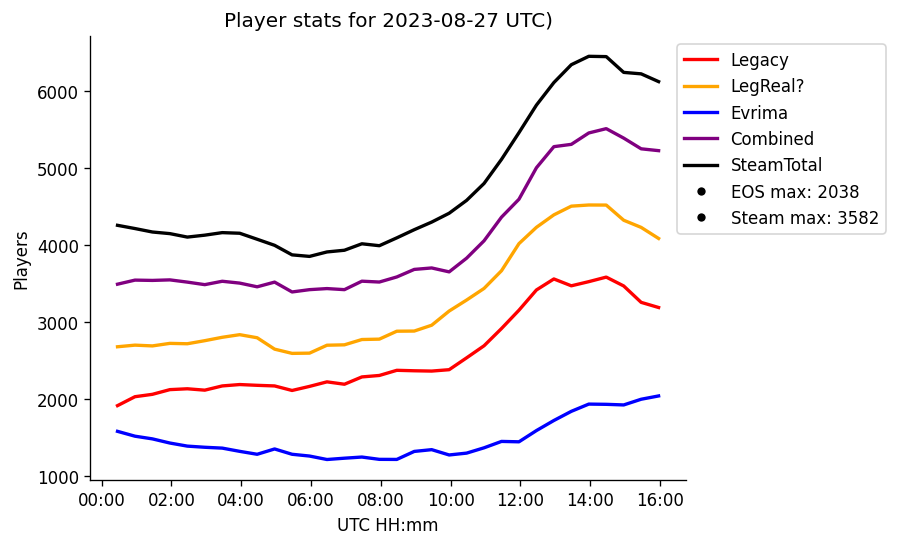 Player stats for 2023-08-27 UTC)
Legacy
LegReal?
Evrima
Combined
SteamTotal
EOS max: 2038
Steam max: 3582
Players
6000
5000
4000
3000
2000
1000
00:00 02:00 04:00 06:00 08:00 10:00 12:00 14:00 16:00
UTC HH:mm